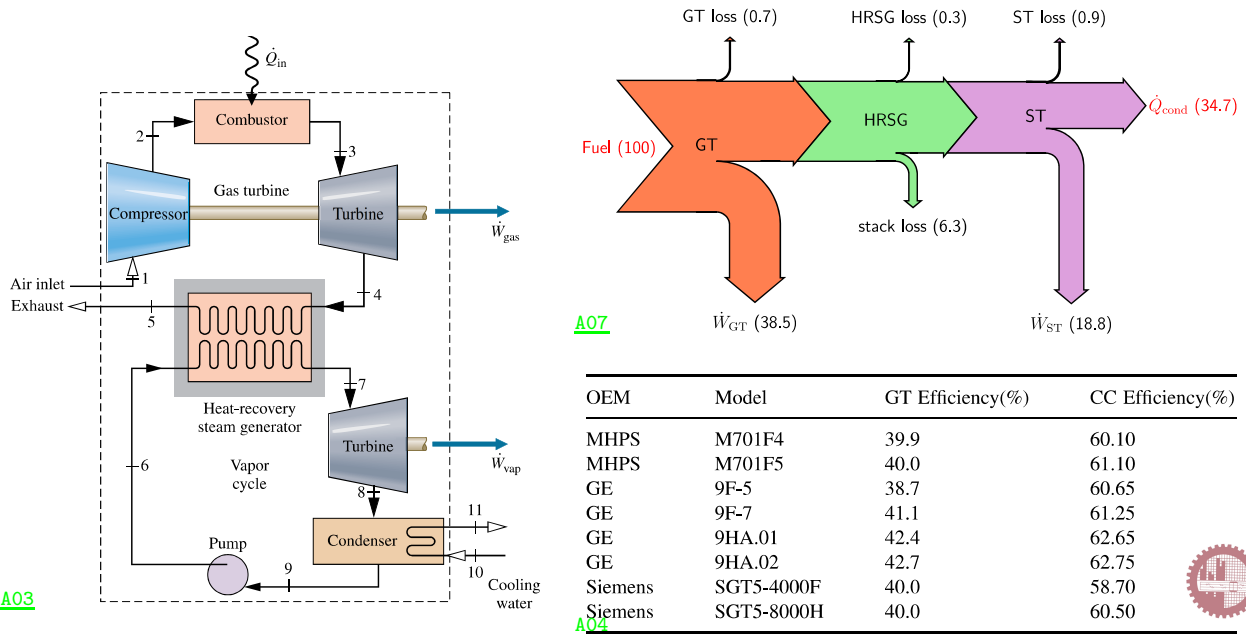 Q̇in
Combustor
2
3
Gas turbine
Compressor
Turbine
Ẇgas
Air inlet
1
Exhaust
5
4
Heat-recovery
steam generator
7
Turbine
Vapor
cycle
Ẇvap
6
8
11
Condenser
Pump
9
10
Cooling
water
A03
GT loss (0.7)
HRSG loss (0.3)
ST loss (0.9)
Fuel (100)
GT
HRSG
ST
Q̇cond (34.7)
stack loss (6.3)
ẆGT (38.5)
ẆST (18.8)
A07
OEM Model GT Efficiency(%) CC Efficiency(%)
MHPS M701F4 39.9 60.10
MHPS M701F5 40.0 61.10
GE 9F-5 38.7 60.65
GE 9F-7 41.1 61.25
GE 9HA.01 42.4 62.65
GE 9HA.02 42.7 62.75
Siemens SGT5-4000F 40.0 58.70
Siemens SGT5-8000H 40.0 60.50
A04